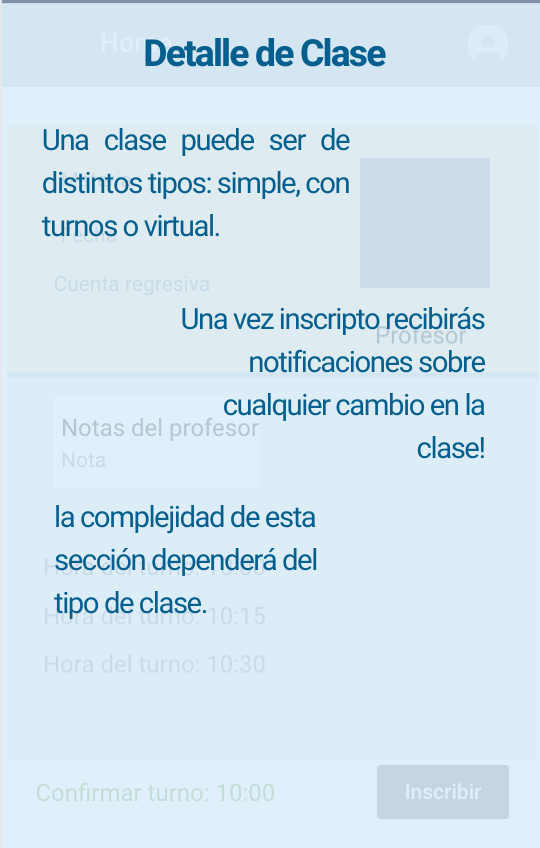 Home
Detalle de Clase
Una clase puede ser de
distintos tipos: simple, con
turnos o virtual.
Fecha
Cuenta regresiva
Una vez inscripto recibirás
Profesor
notificaciones sobre
cualquier cambio en la
clase!
Notas del profesor
Nota
la complejidad de esta
sección dependerá del
Hora del turno: 10:00
tipo de clase.
Hora del turno: 10:15
Hora del turno: 10:30
Confirmar turno: 10:00
Inscribir